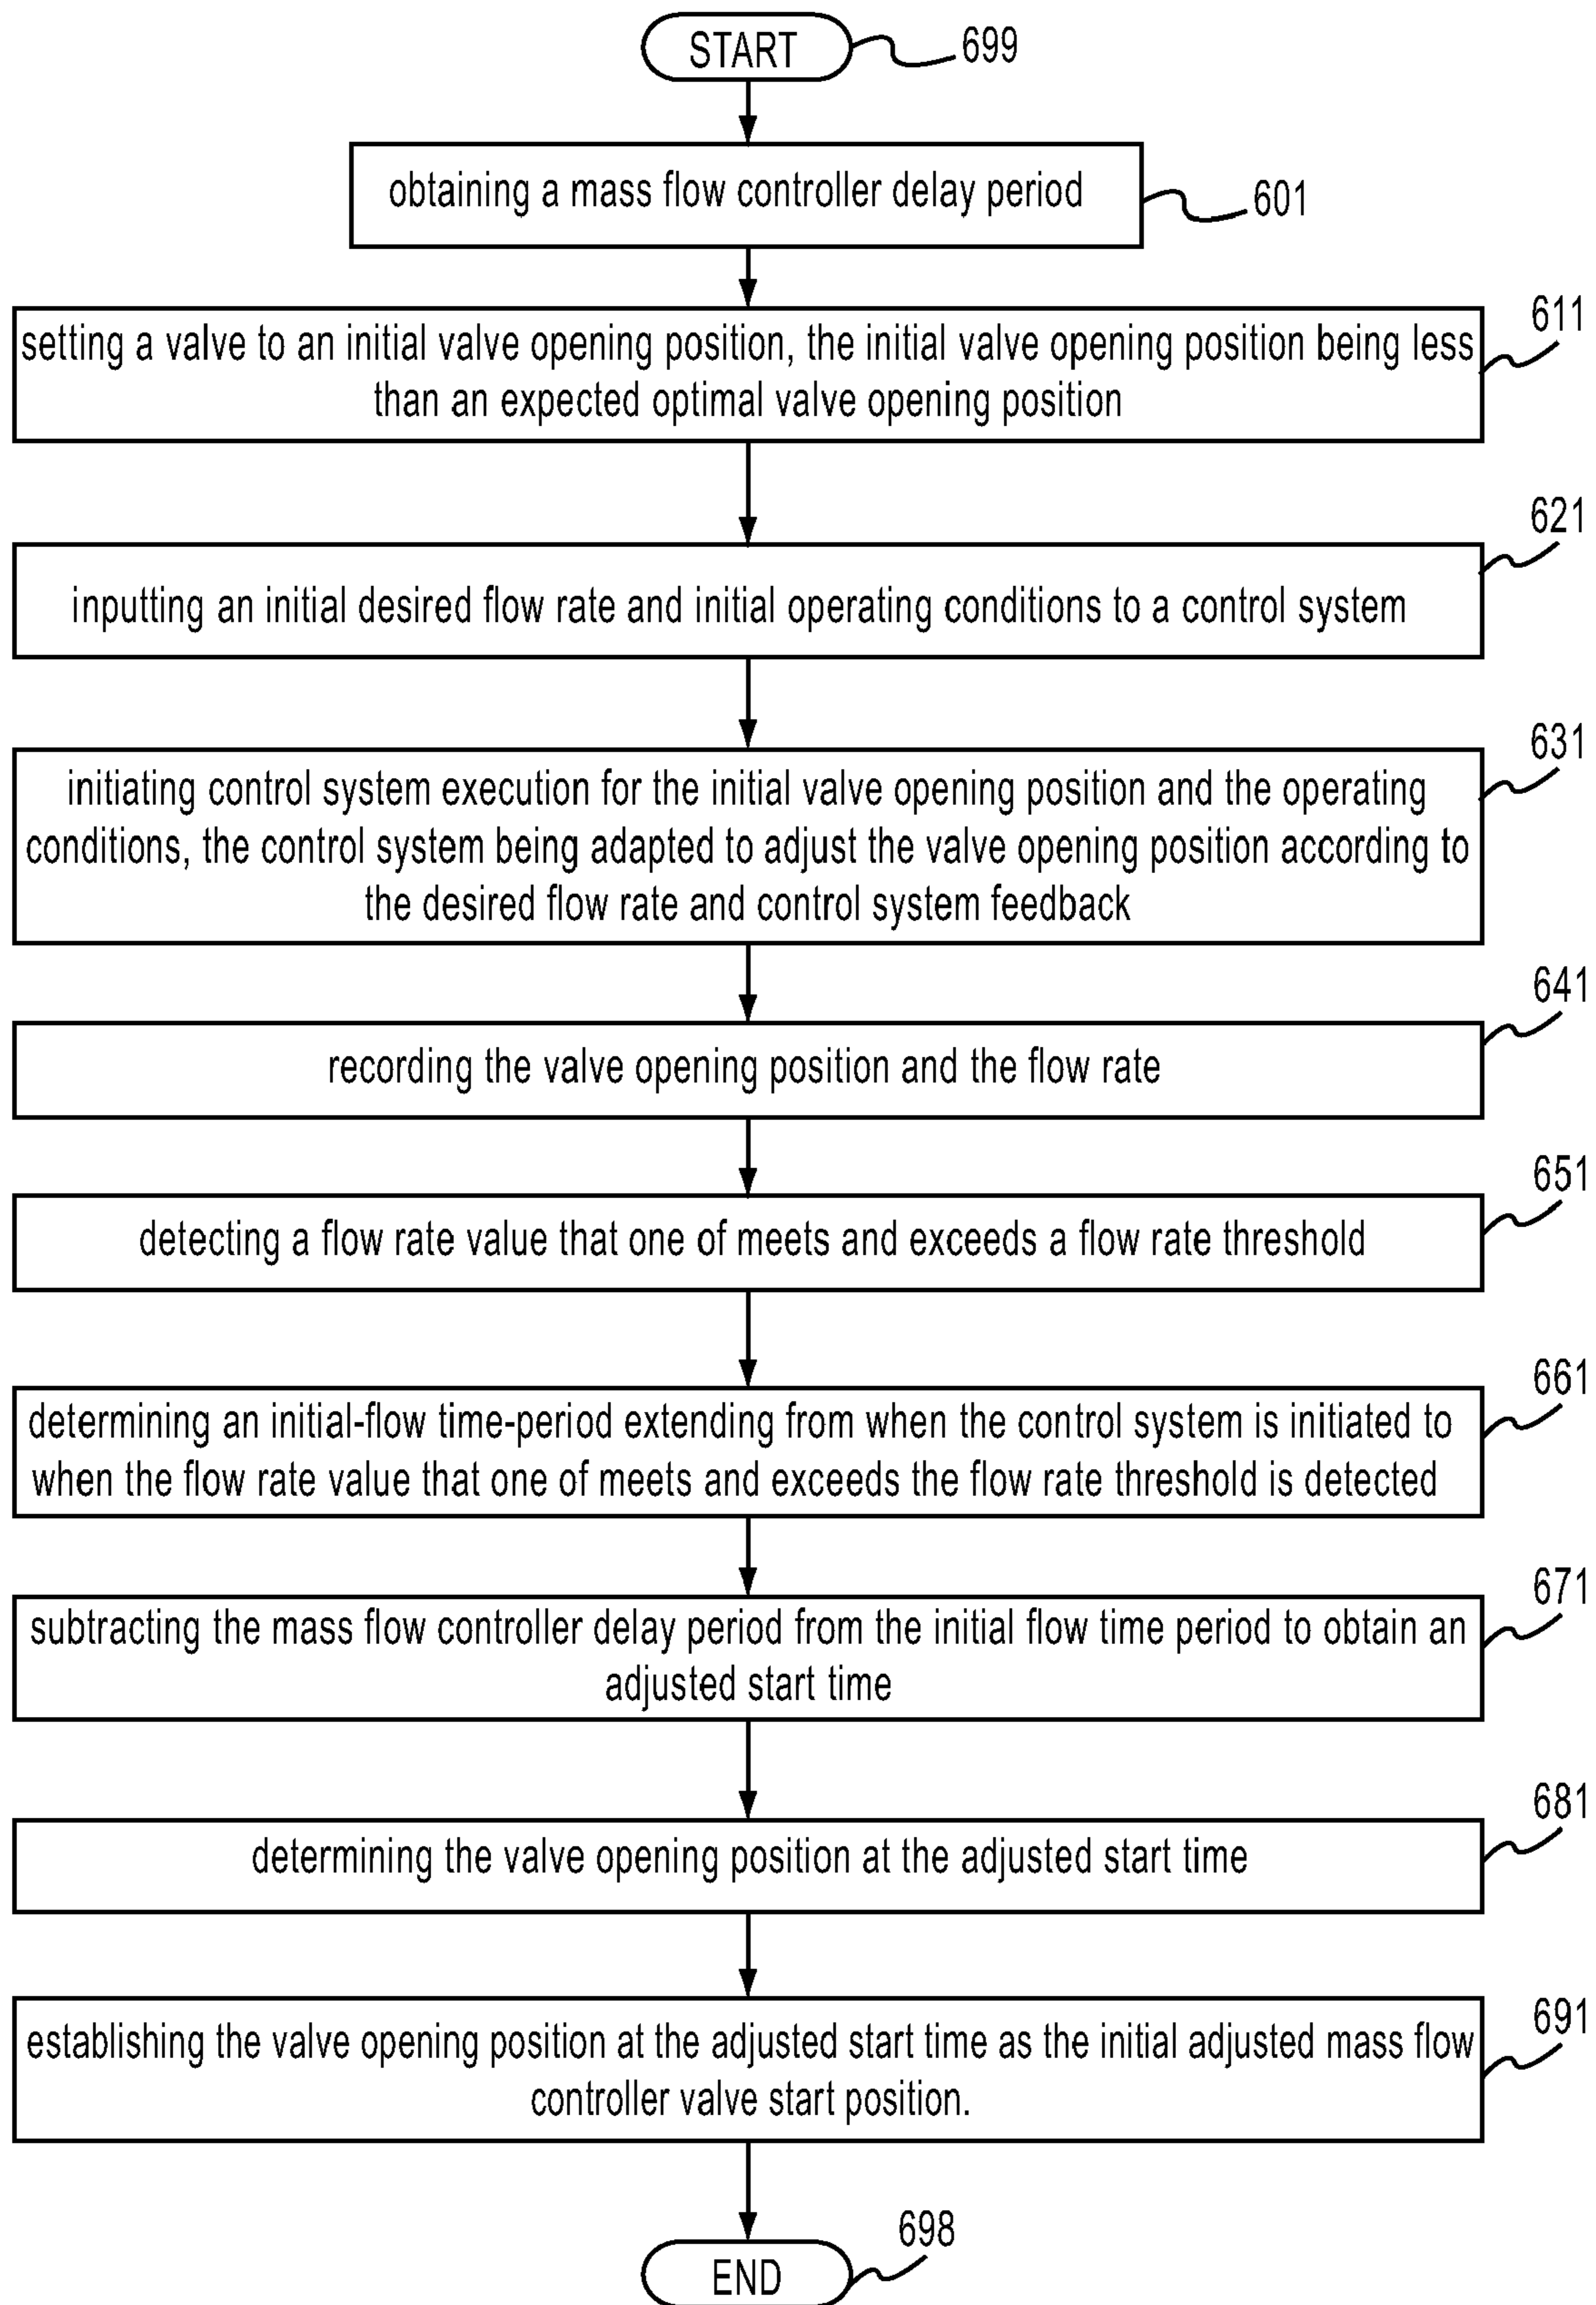 START
699
obtaining a mass flow controller delay period
601
611
setting a valve to an initial valve opening position, the initial valve opening position being less
than an expected optimal valve opening position
621
inputting an initial desired flow rate and initial operating conditions to a control system
631
initiating control system execution for the initial valve opening position and the operating
conditions, the control system being adapted to adjust the valve opening position according to
the desired flow rate and control system feedback
641
recording the valve opening position and the flow rate
651
detecting a flow rate value that one of meets and exceeds a flow rate threshold
661
determining an initial-flow time-period extending from when the control system is initiated to
when the flow rate value that one of meets and exceeds the flow rate threshold is detected
671
subtracting the mass flow controller delay period from the initial flow time period to obtain an
adjusted start time
681
determining the valve opening position at the adjusted start time
691
establishing the valve opening position at the adjusted start time as the initial adjusted mass flow
controller valve start position.
698
END